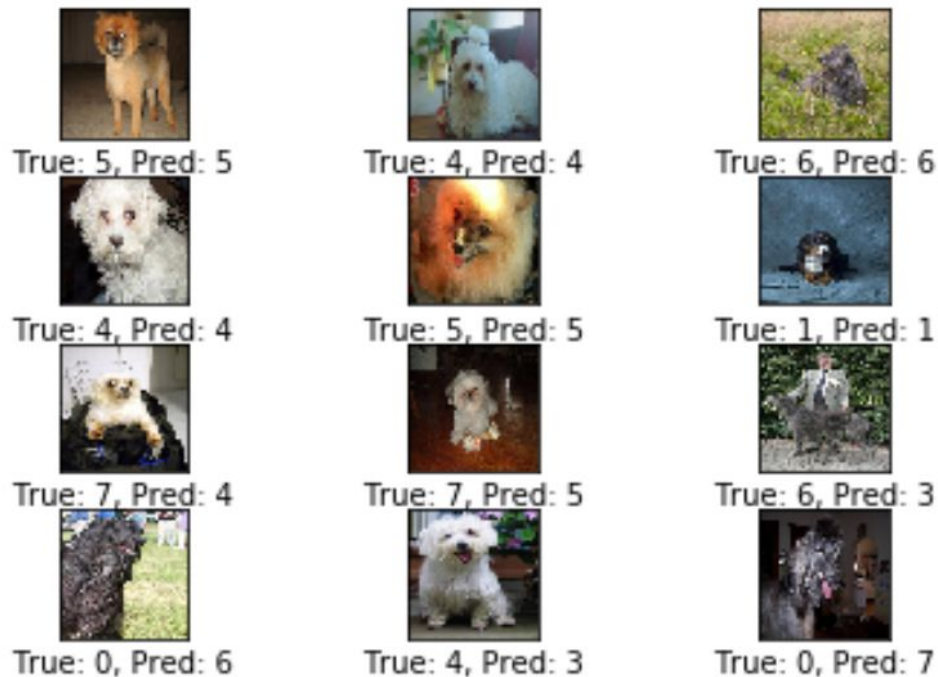 True: 5, Pred: 5
True: 4, Pred: 4
True: 6, Pred: 6
True: 4, Pred: 4
True: 5, Pred: 5
True: 1, Pred: 1
True: 7, Pred: 4
True: 7, Pred: 5
True: 6, Pred: 3
True: 0, Pred: 6
True: 4, Pred: 3
True: 0, Pred: 7